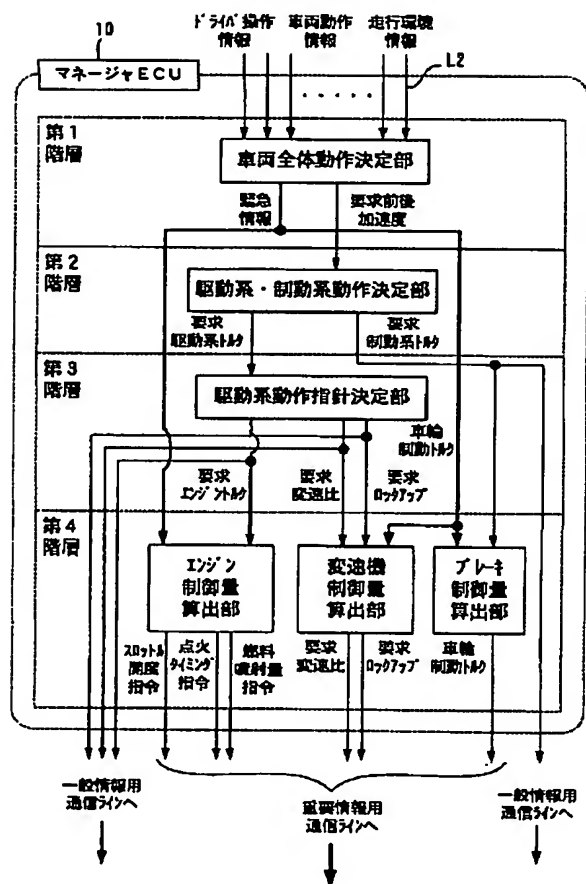 ドライバ操作
情報
車両動作
情報
走行環境
情報
10
マネージャECU
L2
・・・・・
第1
階層
車両全体動作決定部
緊急
情報
要求前後
加速度
第2
階層
駆動系・制動系動作決定部
要求
駆動系トルク
要求
制動系トルク
第3
階層
駆動系動作指針決定部
車輪
制動トルク
要求
エンジントルク
要求
変速比
要求
ロックアップ
第4
階層
エンジン
制御量
算出部
変速機
制御量
算出部
ブレーキ
制御量
算出部
スロットル
開度
指令
点火
タイミング
指令
燃料
噴射量
指令
要求
変速比
要求
ロックアップ
車輪
制動トルク
一般情報用
通信ラインへ
重要情報用
通信ラインへ
一般情報用
通信ラインへ